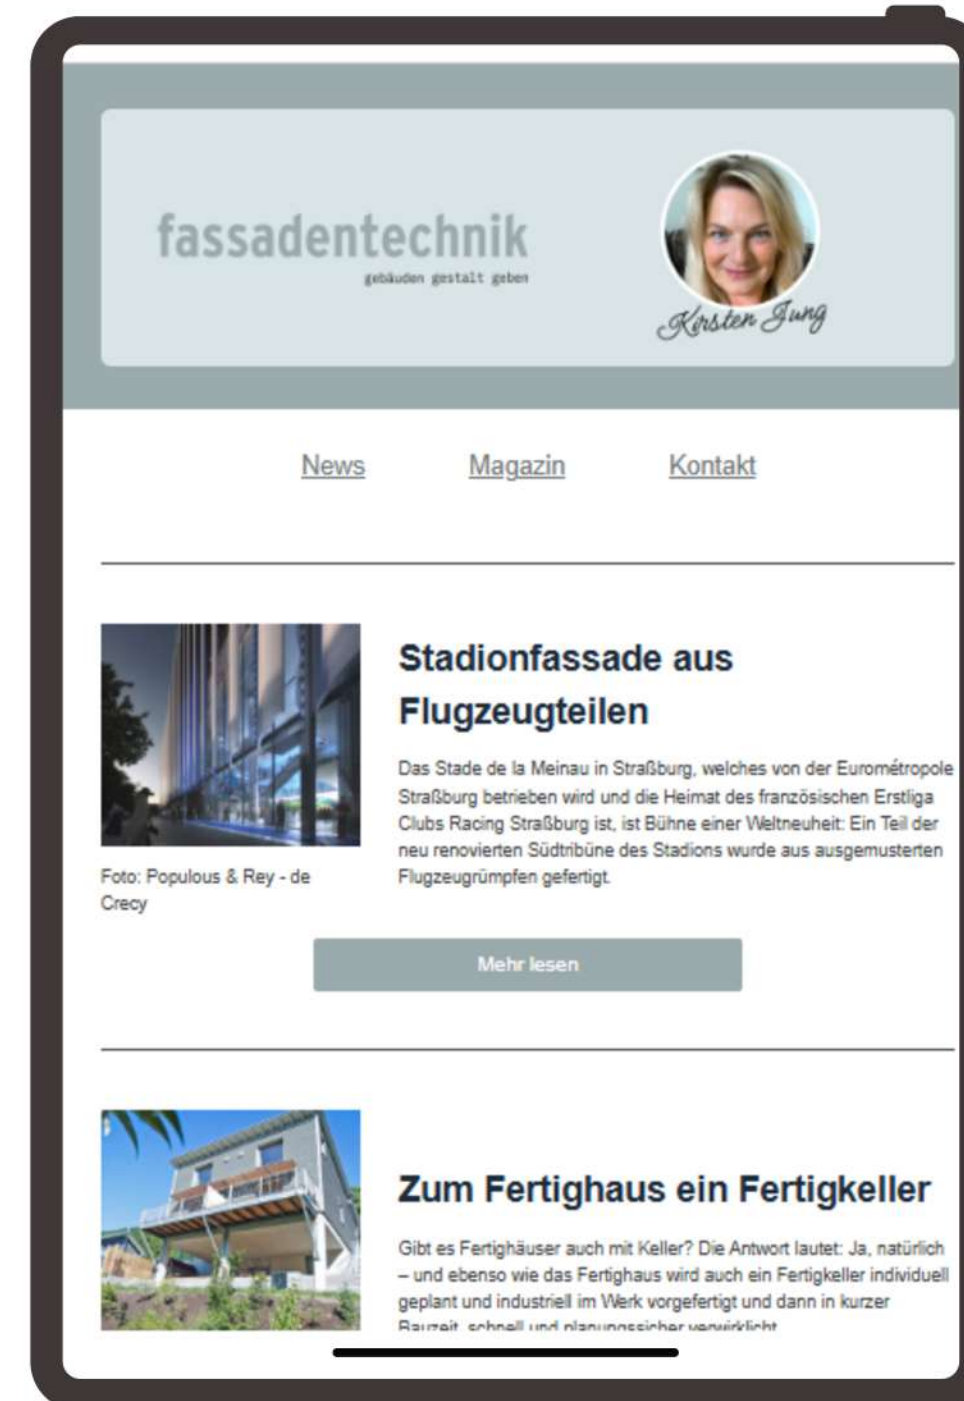 fassadentechnik
gebäuden gestalt geben
Kirsten Jung
News Magazin Kontakt
Stadionfassade aus
Flugzeugteilen
Das Stade de la Meinau in Straßburg, welches von der Eurométropole
Straßburg betrieben wird und die Heimat des französischen Erstliga
Clubs Racing Straßburg ist, ist Bühne einer Weltneuheit: Ein Teil der
neu renovierten Südtribüne des Stadions wurde aus ausgemusterten
Flugzeugrümpfen gefertigt.
Foto: Populous & Rey - de
Crecy
Mehr lesen
Zum Fertighaus ein Fertigkeller
Gibt es Fertighäuser auch mit Keller? Die Antwort lautet: Ja, natürlich
– und ebenso wie das Fertighaus wird auch ein Fertigkeller individuell
geplant und industriell im Werk vorgefertigt und dann in kurzer
Bauzeit, schnell und planungssicher verwirklicht